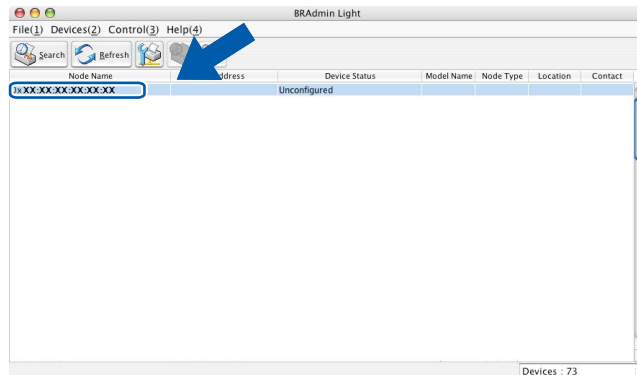 BRAdmin Light
File(1) Devices(2) Control(3) Help(4)
Search Refresh
Node Name ddress Device Status Model Name Node Type Location Contact
XX:XX:XX:XX:XX:XX Unconfigured
Devices : 73